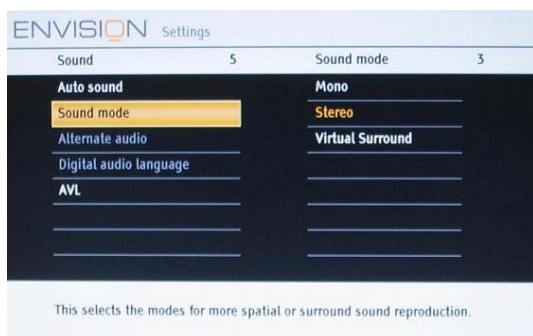 ENVISION Settings
Sound 5 Sound mode 3
Auto sound Mono
Sound mode Stereo
Alternate audio Virtual Surround
Digital audio language
AVL
This selects the modes for more spatial or surround sound reproduction.